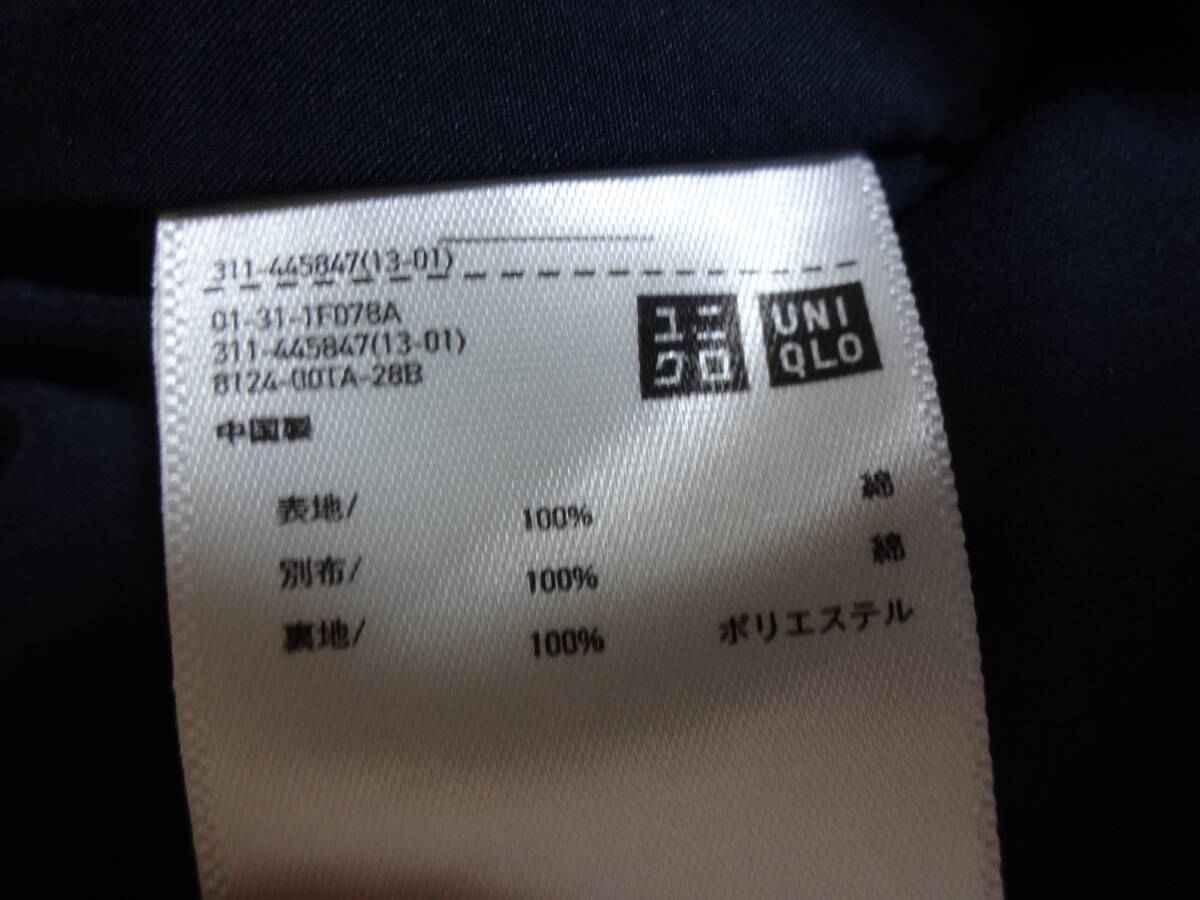 311-445847(13-01)
01-31-1F078A
311-445847(13-01)
8124-001A-28B
ユニ
クロ
UNI
QLO
中国製
表地/ 100% 綿
別布/ 100% 綿
裏地/ 100% ポリエステル